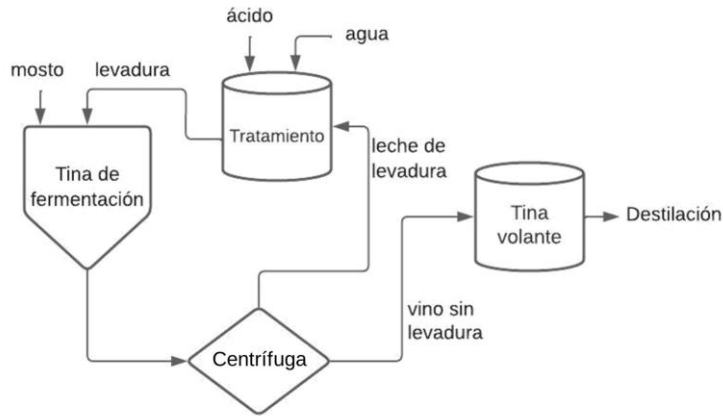 ácido
agua
mosto
levadura
Tratamiento
Tina de
fermentación
leche de
levadura
Tina
volante
Destilación
vino sin
levadura
Centrífuga